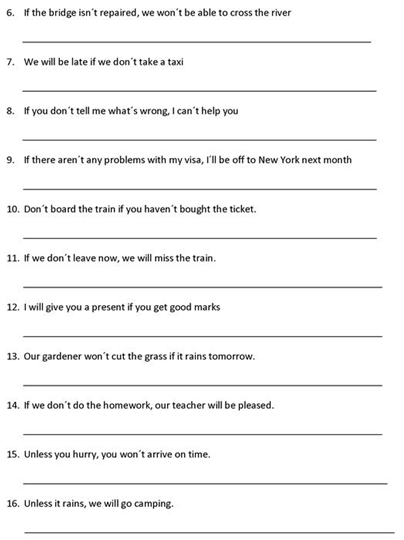 6. If the bridge isn´t repaired, we won´t be able to cross the river
7. We will be late if we don´t take a taxi
8. If you don´t tell me what´s wrong, I can´t help you
9. If there aren´t any problems with my visa, I´ll be off to New York next month
10. Don´t board the train if you haven´t bought the ticket.
11. If we don´t leave now, we will miss the train.
12. I will give you a present if you get good marks
13. Our gardener won´t cut the grass if it rains tomorrow.
14. If we don´t do the homework, our teacher will be pleased.
15. Unless you hurry, you won´t arrive on time.
16. Unless it rains, we will go camping.